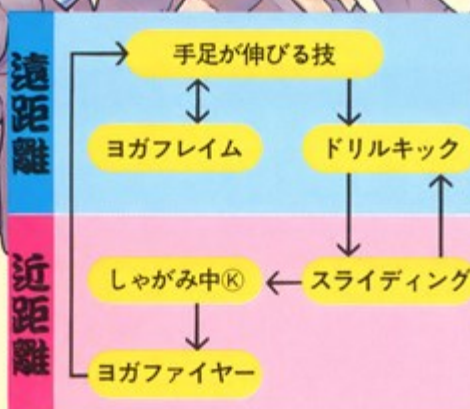 遠距離
手足が伸びる技
ヨガフレイム
ドリルキック
近距離
しゃがみ中Ⓚ
スライディング
ヨガファイヤー